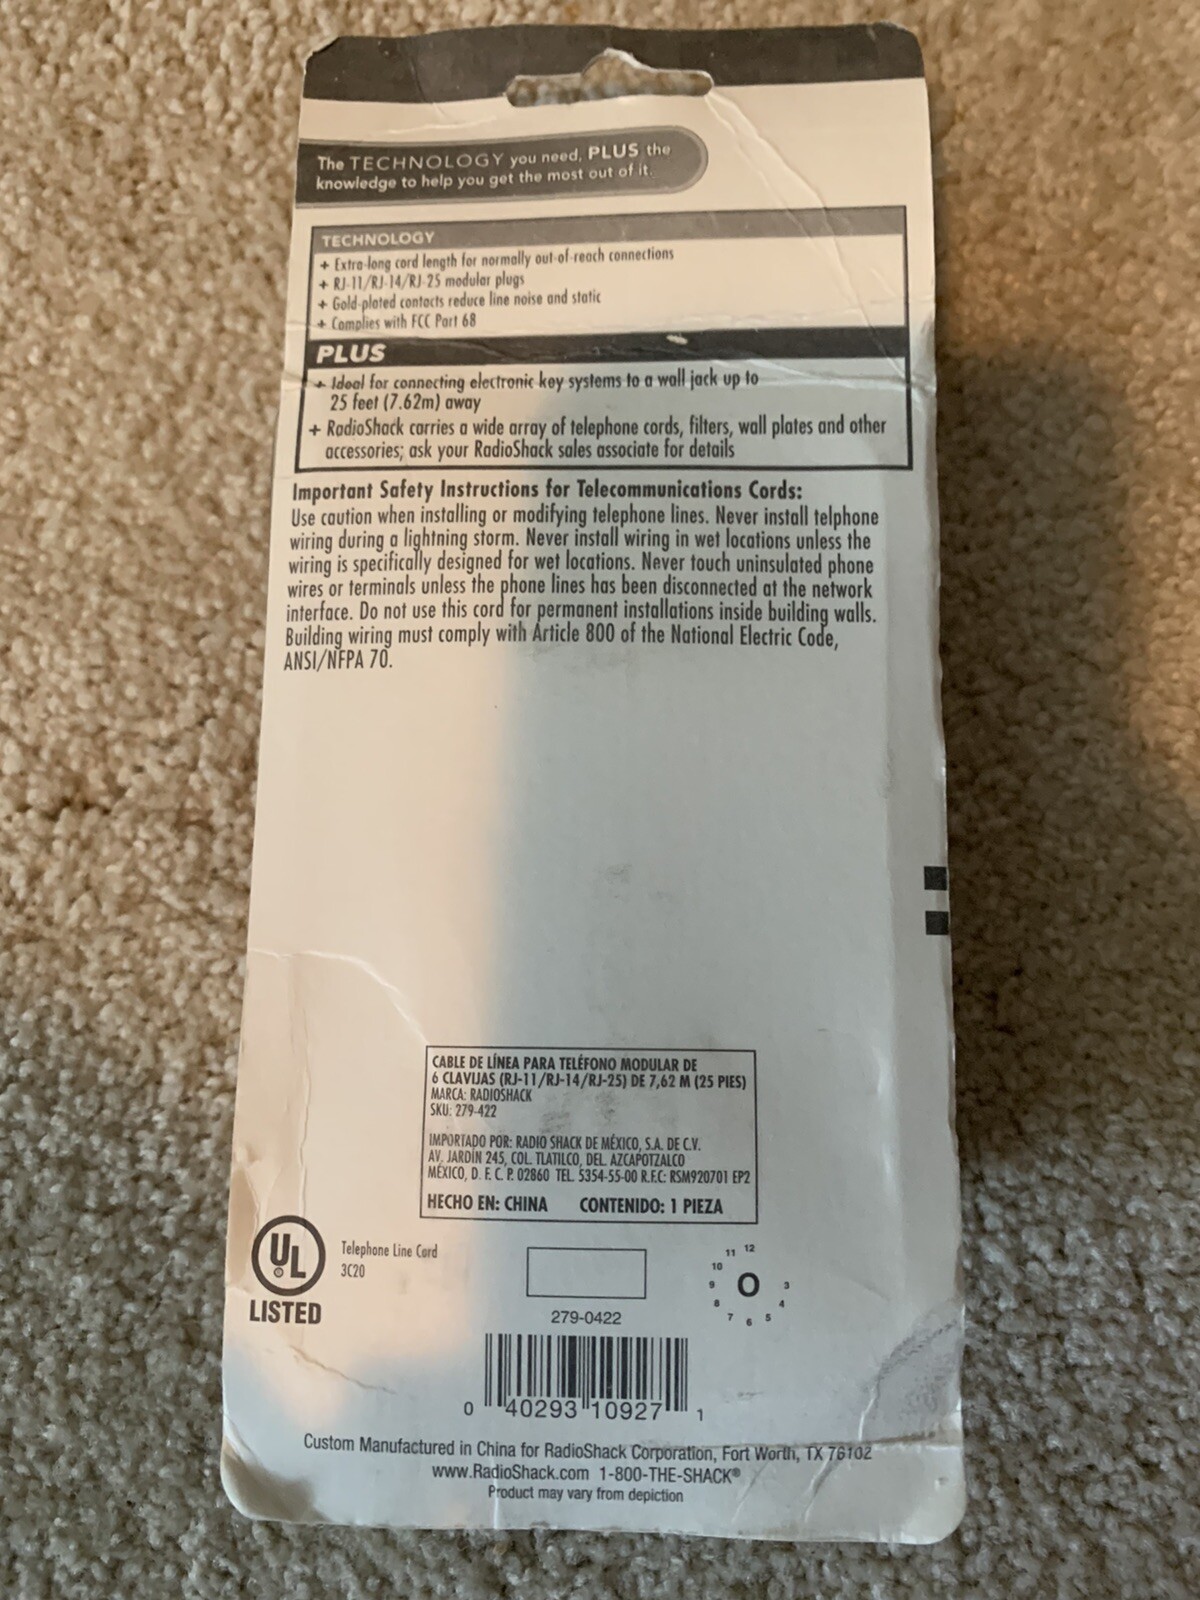 The TECHNOLOGY you need, PLUS the
knowledge to help you get the most out of it.
TECHNOLOGY
+ Extra-long cord length for normally out-of-reach connections
+ RJ-11/RJ-14/RJ-25 modular plugs
+ Gold-plated contacts reduce line noise and static
+ Complies with FCC Part 68
PLUS
+ Ideal for connecting electronic key systems to a wall jack up to
25 feet (7.62m) away
+ RadioShack carries a wide array of telephone cords, filters, wall plates and other
accessories; ask your RadioShack sales associate for details
Important Safety Instructions for Telecommunications Cords:
Use caution when installing or modifying telephone lines. Never install telphone
wiring during a lightning storm. Never install wiring in wet locations unless the
wiring is specifically designed for wet locations. Never touch uninsulated phone
wires or terminals unless the phone lines has been disconnected at the network
interface. Do not use this cord for permanent installations inside building walls.
Building wiring must comply with Article 800 of the National Electric Code,
ANSI/NFPA 70.
CABLE DE LÍNEA PARA TELÉFONO MODULAR DE
6 CLAVIJAS (RJ-11/RJ-14/RJ-25) DE 7,62 M (25 PIES)
MARCA: RADIOSHACK
SKU: 279-422
IMPORTADO POR: RADIO SHACK DE MÉXICO, S.A. DE C.V.
AV. JARDÍN 245, COL. TLATILCO, DEL. AZCAPOTZALCO
MÉXICO, D. F. C. P. 02860 TEL. 5354-55-00 R.F.C: RSM920701 EP2
HECHO EN: CHINA CONTENIDO: 1 PIEZA
UL
LISTED
Telephone Line Cord
3C20
11 12
10
9 O 3
8 4
7 6 5
279-0422
0 40293 10927 1
Custom Manufactured in China for RadioShack Corporation, Fort Worth, TX 76102
www.RadioShack.com 1-800-THE-SHACK®
Product may vary from depiction